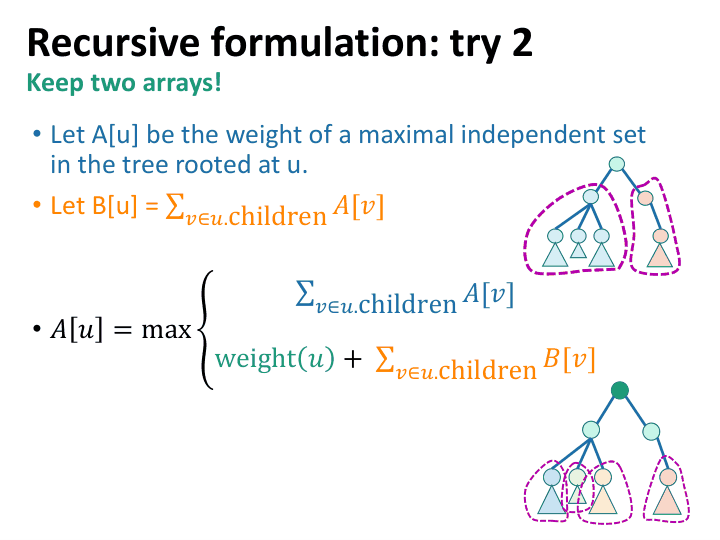 Recursive formulation: try 2
Keep two arrays!
• Let A[u] be the weight of a maximal independent set
in the tree rooted at u.
• Let B[u] = ∑_{v∈u.children} A[v]
∑_{v∈u.children} A[v]
• A[u] = max {
weight(u) + ∑_{v∈u.children} B[v]